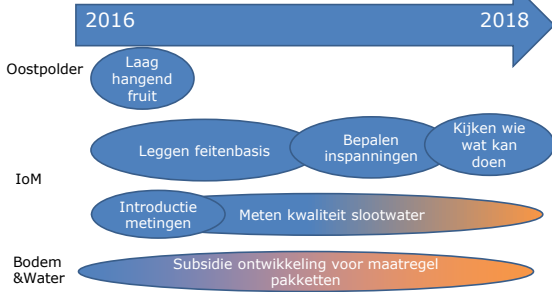 2016 2018
Oostpolder
Laag
hangend
fruit
Leggen feitenbasis
Bepalen
inspanningen
Kijken wie
wat kan
doen
IoM
Introductie
metingen
Meten kwaliteit slootwater
Bodem
&Water
Subsidie ontwikkeling voor maatregel
pakketten